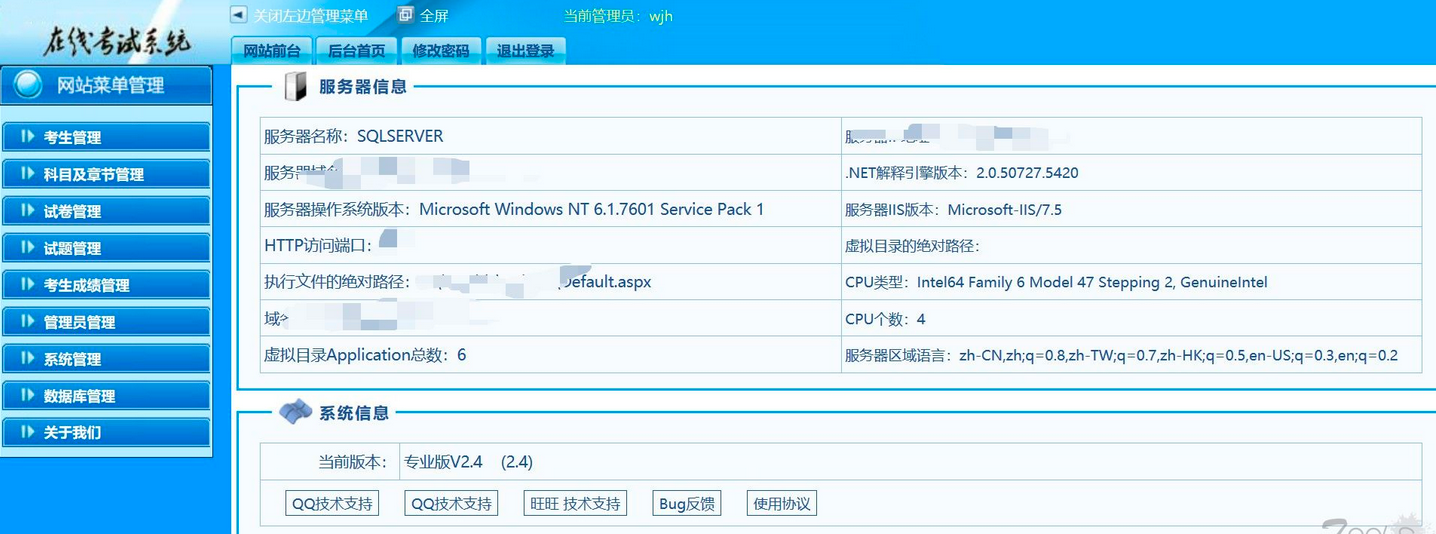 在线考试系统
关闭左边管理菜单 全屏 当前管理员：wjh
网站前台 后台首页 修改密码 退出登录
网站菜单管理
考生管理
科目及章节管理
试卷管理
试题管理
考生成绩管理
管理员管理
系统管理
数据库管理
关于我们
服务器信息
服务器名称：SQLSERVER
服务器
.NET解释引擎版本：2.0.50727.5420
服务器操作系统版本：Microsoft Windows NT 6.1.7601 Service Pack 1 服务器IIS版本：Microsoft-IIS/7.5
HTTP访问端口： 虚拟目录的绝对路径：
执行文件的绝对路径： Default.aspx CPU类型：Intel64 Family 6 Model 47 Stepping 2, GenuineIntel
域 CPU个数：4
虚拟目录Application总数：6 服务器区域语言：zh-CN,zh;q=0.8,zh-TW;q=0.7,zh-HK;q=0.5,en-US;q=0.3,en;q=0.2
系统信息
当前版本： 专业版V2.4 (2.4)
QQ技术支持 QQ技术支持 旺旺 技术支持 Bug反馈 使用协议